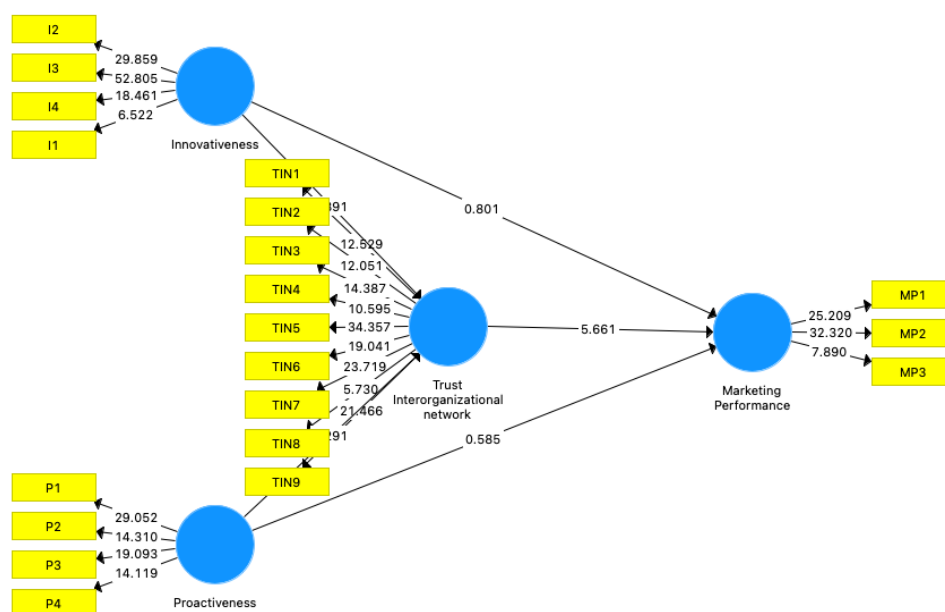 I2
I3
I4
I1
29.859
52.805
18.461
6.522
Innovativeness
TIN1
TIN2
TIN3
TIN4
TIN5
TIN6
TIN7
TIN8
TIN9
12.529
12.051
14.387
10.595
34.357
19.041
23.719
5.730
21.466
Trust
Interorganizational
network
0.801
5.661
0.585
25.209
32.320
7.890
MP1
MP2
MP3
Marketing
Performance
P1
P2
P3
P4
29.052
14.310
19.093
14.119
Proactiveness